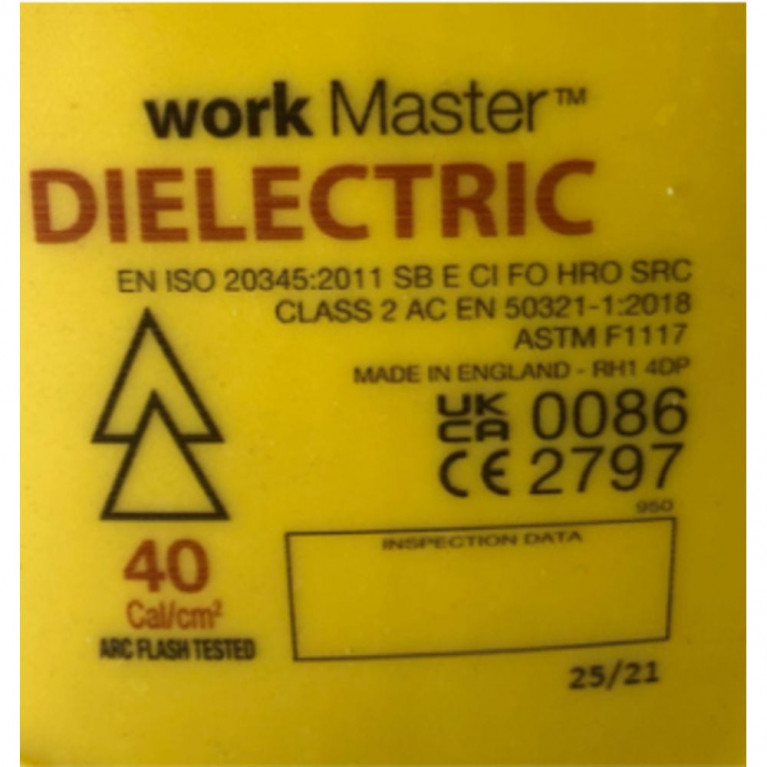 work Master™
DIELECTRIC
EN ISO 20345:2011 SB E CI FO HRO SRC
CLASS 2 AC EN 50321-1:2018
ASTM F1117
MADE IN ENGLAND - RH1 4DP
UK CA 0086
CE 2797
950
INSPECTION DATA
40
Cal/cm²
ARC FLASH TESTED
25/21